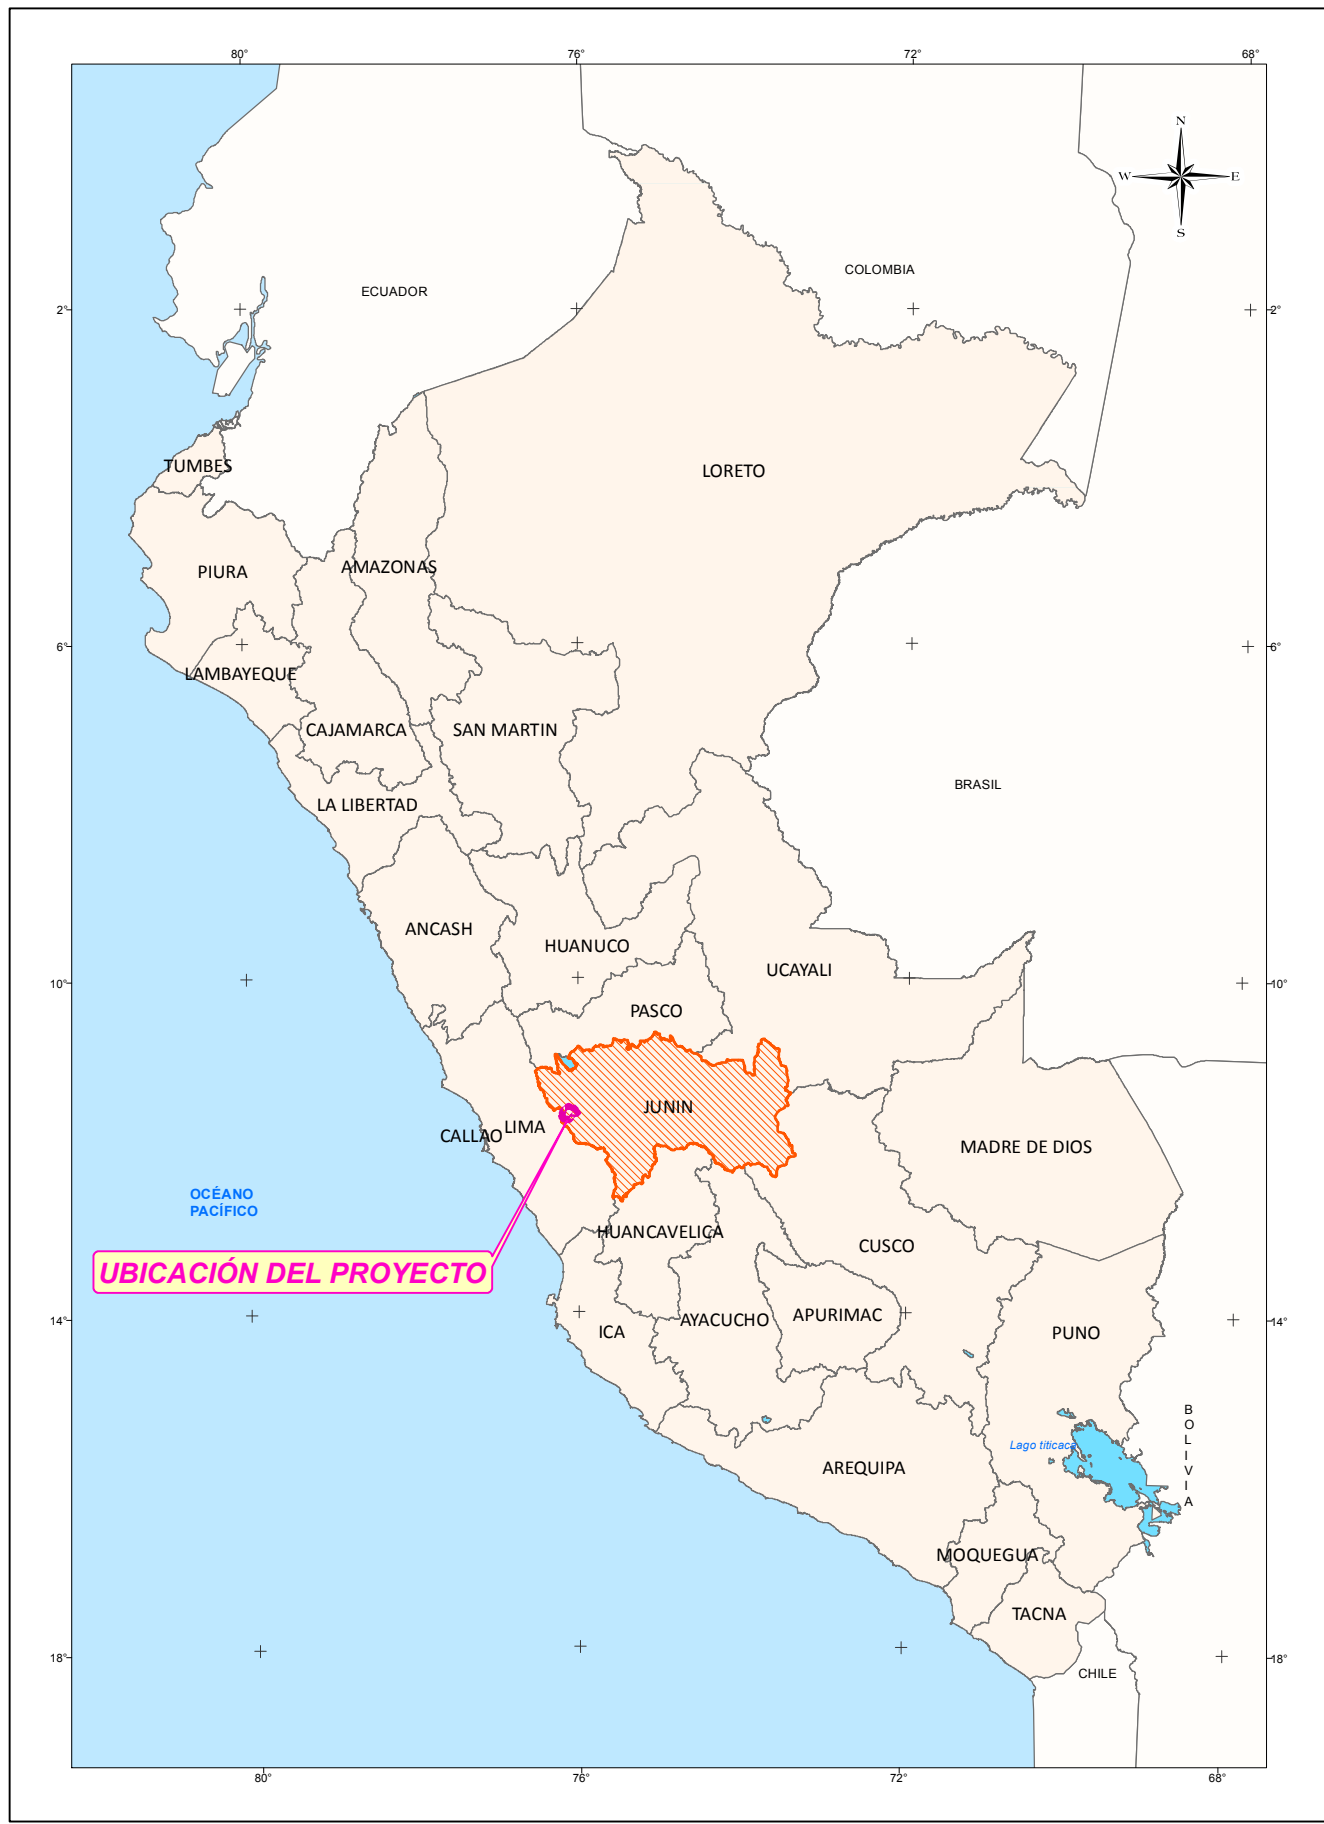 80°
76°
72°
68°
N
W
E
S
COLOMBIA
ECUADOR
2°
2°
TUMBES
LORETO
PIURA
AMAZONAS
6°
6°
LAMBAYEQUE
CAJAMARCA
SAN MARTIN
BRASIL
LA LIBERTAD
ANCASH
HUANUCO
UCAYALI
10°
10°
PASCO
JUNIN
LIMA
CALLAO
MADRE DE DIOS
OCÉANO
PACÍFICO
HUANCAVELICA
CUSCO
UBICACIÓN DEL PROYECTO
14°
14°
AYACUCHO
APURIMAC
ICA
PUNO
B
O
L
I
V
I
A
Lago titicaca
AREQUIPA
MOQUEGUA
TACNA
18°
18°
CHILE
80°
76°
72°
68°